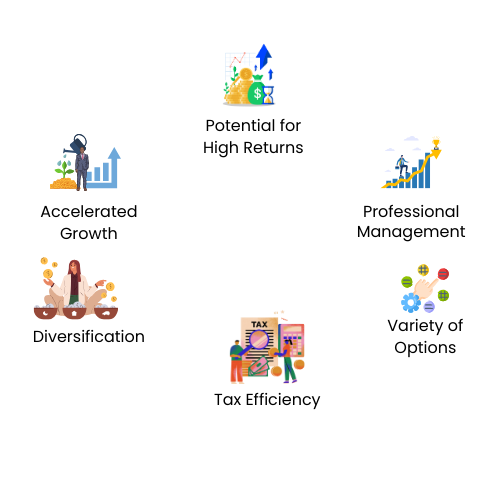 Potential for
High Returns
Accelerated
Growth
Professional
Management
Diversification
Variety of
Options
TAX
Tax Efficiency